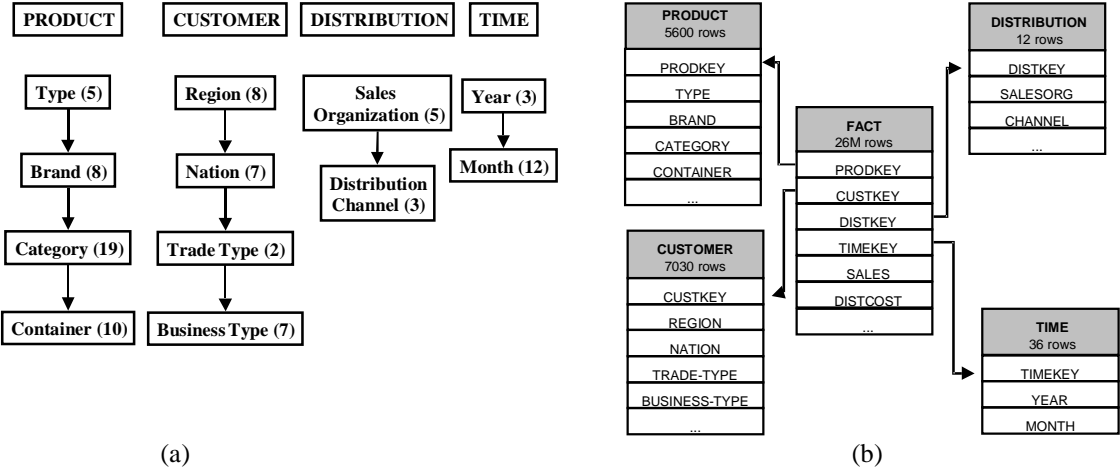 PRODUCT
CUSTOMER
DISTRIBUTION
TIME
Type (5)
Brand (8)
Category (19)
Container (10)
Region (8)
Nation (7)
Trade Type (2)
Business Type (7)
Sales
Organization (5)
Distribution
Channel (3)
Year (3)
Month (12)
(a)
PRODUCT
5600 rows
PRODKEY
TYPE
BRAND
CATEGORY
CONTAINER
...
CUSTOMER
7030 rows
CUSTKEY
REGION
NATION
TRADE-TYPE
BUSINESS-TYPE
...
FACT
26M rows
PRODKEY
CUSTKEY
DISTKEY
TIMEKEY
SALES
DISTCOST
...
DISTRIBUTION
12 rows
DISTKEY
SALESORG
CHANNEL
...
TIME
36 rows
TIMEKEY
YEAR
MONTH
(b)